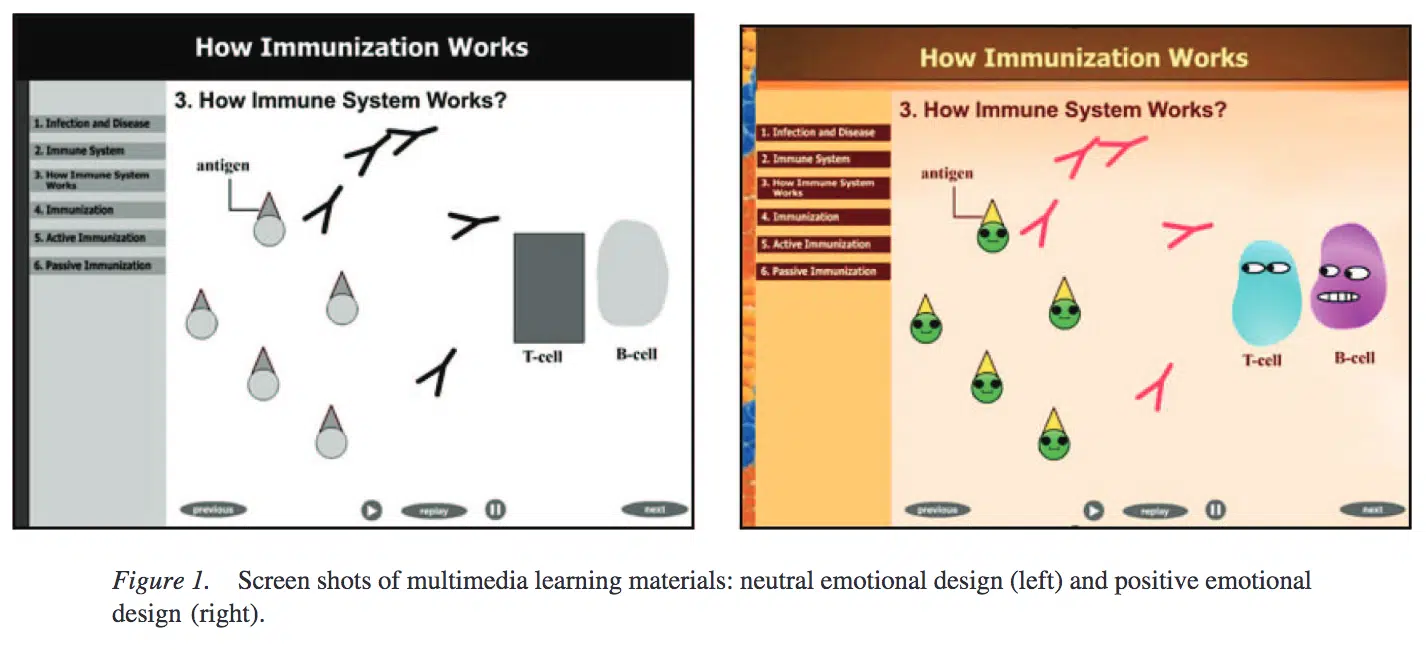 How Immunization Works
3. How Immune System Works?
1. Infection and Disease
2. Immune System
3. How Immune System
Works
4. Immunization
5. Active Immunization
6. Passive Immunization
antigen
T-cell
B-cell
previous
replay
next
How Immunization Works
3. How Immune System Works?
1. Infection and Disease
2. Immune System
3. How Immune System
Works
4. Immunization
5. Active Immunization
6. Passive Immunization
antigen
T-cell
B-cell
previous
replay
next
Figure 1. Screen shots of multimedia learning materials: neutral emotional design (left) and positive emotional
design (right).